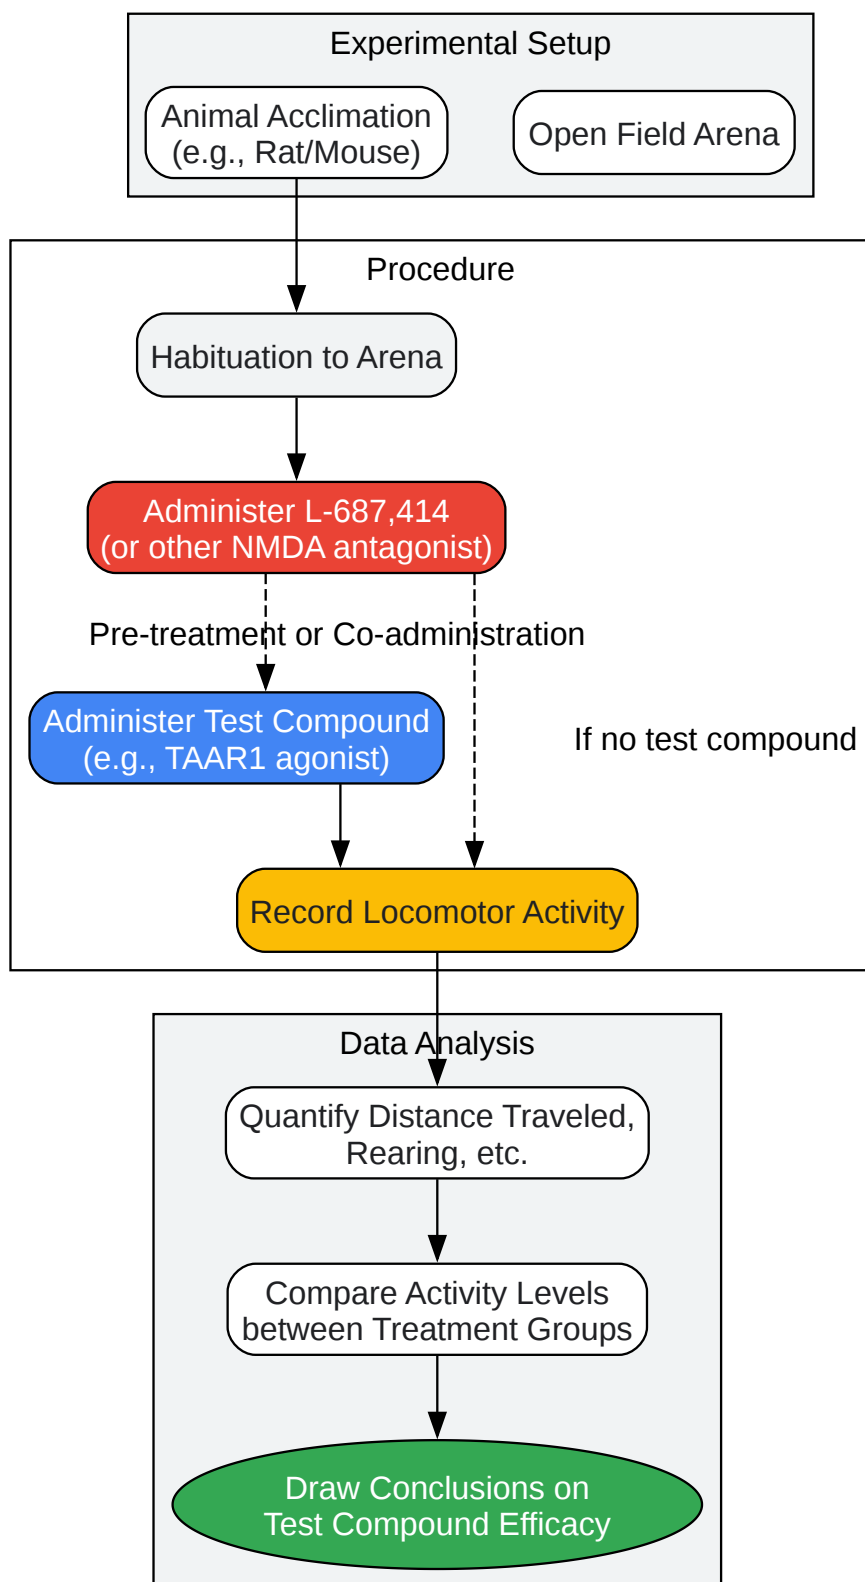 Experimental Setup
Animal Acclimation
(e.g., Rat/Mouse)
Open Field Arena
Procedure
Habituation to Arena
Administer L-687,414
(or other NMDA antagonist)
Pre-treatment or Co-administration
Administer Test Compound
(e.g., TAAR1 agonist)
If no test compound
Record Locomotor Activity
Data Analysis
Quantify Distance Traveled,
Rearing, etc.
Compare Activity Levels
between Treatment Groups
Draw Conclusions on
Test Compound Efficacy